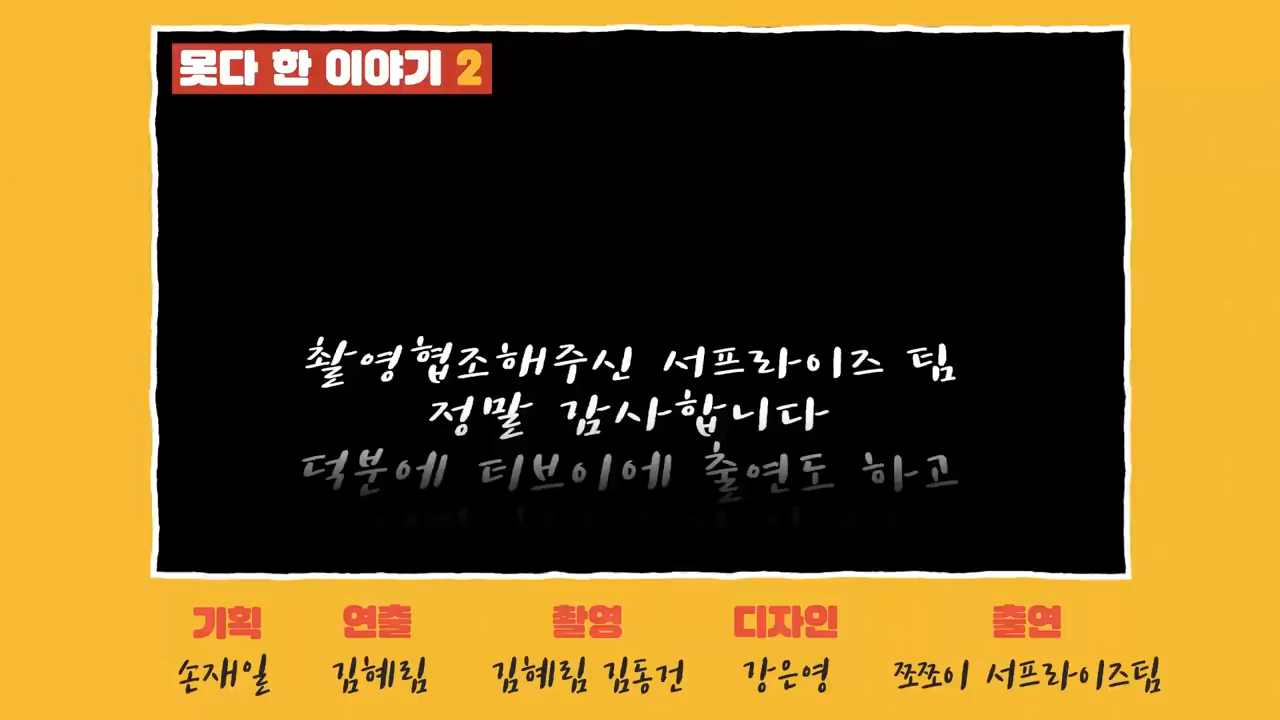 못다 한 이야기 2
촬영협조해주신 서프라이즈 팀
정말 감사합니다
덕분에 티브이에 출연도 하고
기획 연출 촬영 디자인 출연
손재일 김혜림 김혜림 김동건 강은영 쪼쪼이 서프라이즈팀